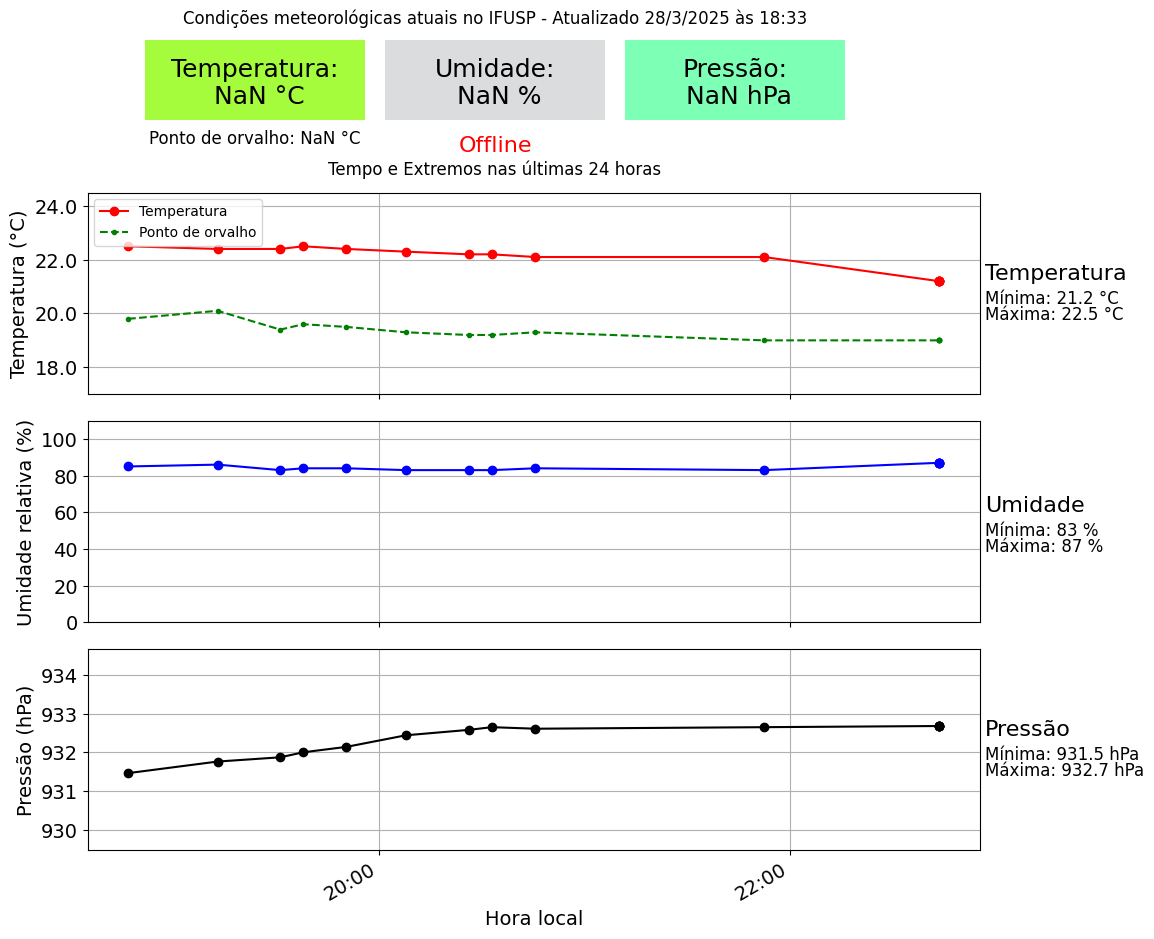 Condições meteorológicas atuais no IFUSP - Atualizado 28/3/2025 às 18:33
Temperatura:
NaN °C
Umidade:
NaN %
Pressão:
NaN hPa
Ponto de orvalho: NaN °C
Offline
Tempo e Extremos nas últimas 24 horas
Temperatura (°C)
24.0
22.0
20.0
18.0
Temperatura
Ponto de orvalho
Temperatura
Mínima: 21.2 °C
Máxima: 22.5 °C
Umidade relativa (%)
100
80
60
40
20
0
Umidade
Mínima: 83 %
Máxima: 87 %
Pressão (hPa)
934
933
932
931
930
Pressão
Mínima: 931.5 hPa
Máxima: 932.7 hPa
20:00
22:00
Hora local